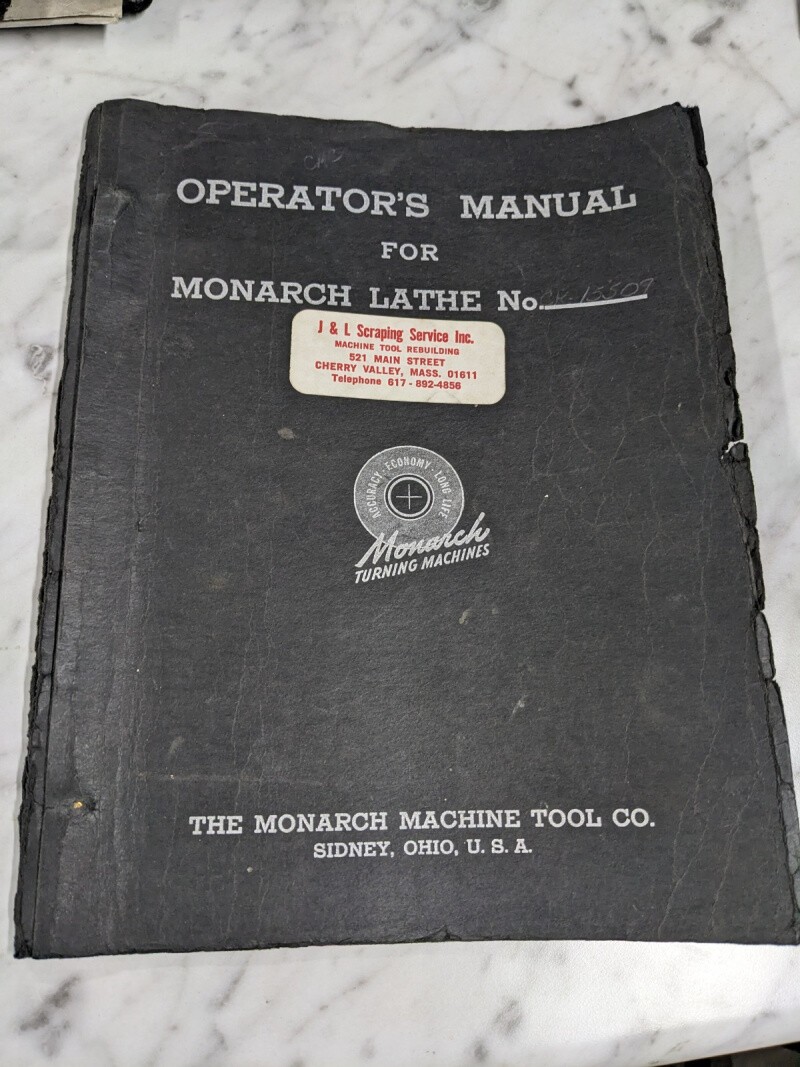 OPERATOR'S MANUAL
FOR
MONARCH LATHE No.
J & L Scraping Service Inc.
MACHINE TOOL REBUILDING
521 MAIN STREET
CHERRY VALLEY, MASS. 01611
Telephone 617 - 892-4856
ACCURACY - ECONOMY - LONG LIFE
Monarch
TURNING MACHINES
THE MONARCH MACHINE TOOL CO.
SIDNEY, OHIO, U. S. A.